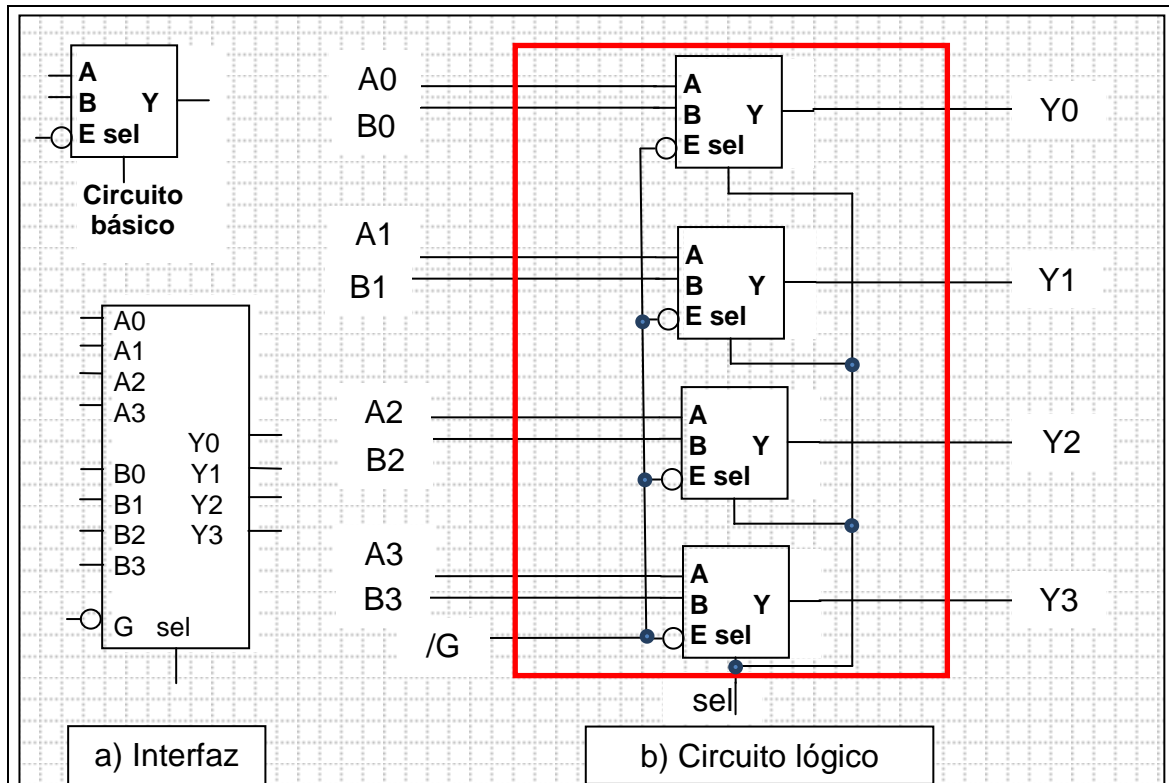 A
B Y
E sel
Circuito
básico
A0
A1
A2
A3
Y0
B0 Y1
B1 Y2
B2 Y3
B3
G sel
a) Interfaz
A0
B0
A
B Y
E sel
Y0
A1
B1
A
B Y
E sel
Y1
A2
B2
A
B Y
E sel
Y2
A3
B3
/G
A
B Y
E sel
Y3
sel
b) Circuito lógico